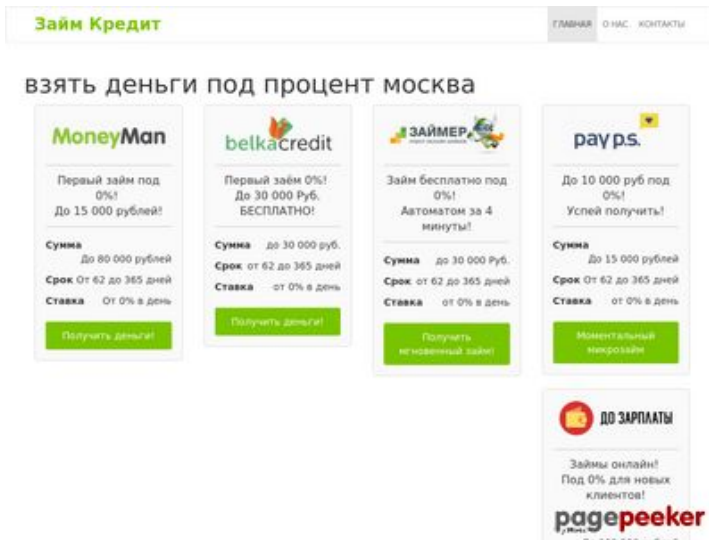 Займ Кредит
ГЛАВНАЯ О НАС КОНТАКТЫ
взять деньги под процент москва
MoneyMan
Первый займ под
0%!
До 15 000 рублей!
Сумма
До 80 000 рублей
Срок От 62 до 365 дней
Ставка От 0% в день
Получить деньги!
belkacredit
Первый заём 0%!
До 30 000 Руб.
БЕСПЛАТНО!
Сумма до 30 000 руб.
Срок от 62 до 365 дней
Ставка от 0% в день
Получить деньги!
ЗАЙМЕР
Займ бесплатно под
0%!
Автоматом за 4
минуты!
Сумма до 30 000 Руб.
Срок от 62 до 365 дней
Ставка от 0% в день
Получить
мгновенный займ!
pay p.s.
До 10 000 руб под
0%!
Успей получить!
Сумма
До 15 000 рублей
Срок От 62 до 365 дней
Ставка От 0% в день
Моментальный
микрозайм
ДО ЗАРПЛАТЫ
Займы онлайн!
Под 0% для новых
клиентов!
pagepeeker